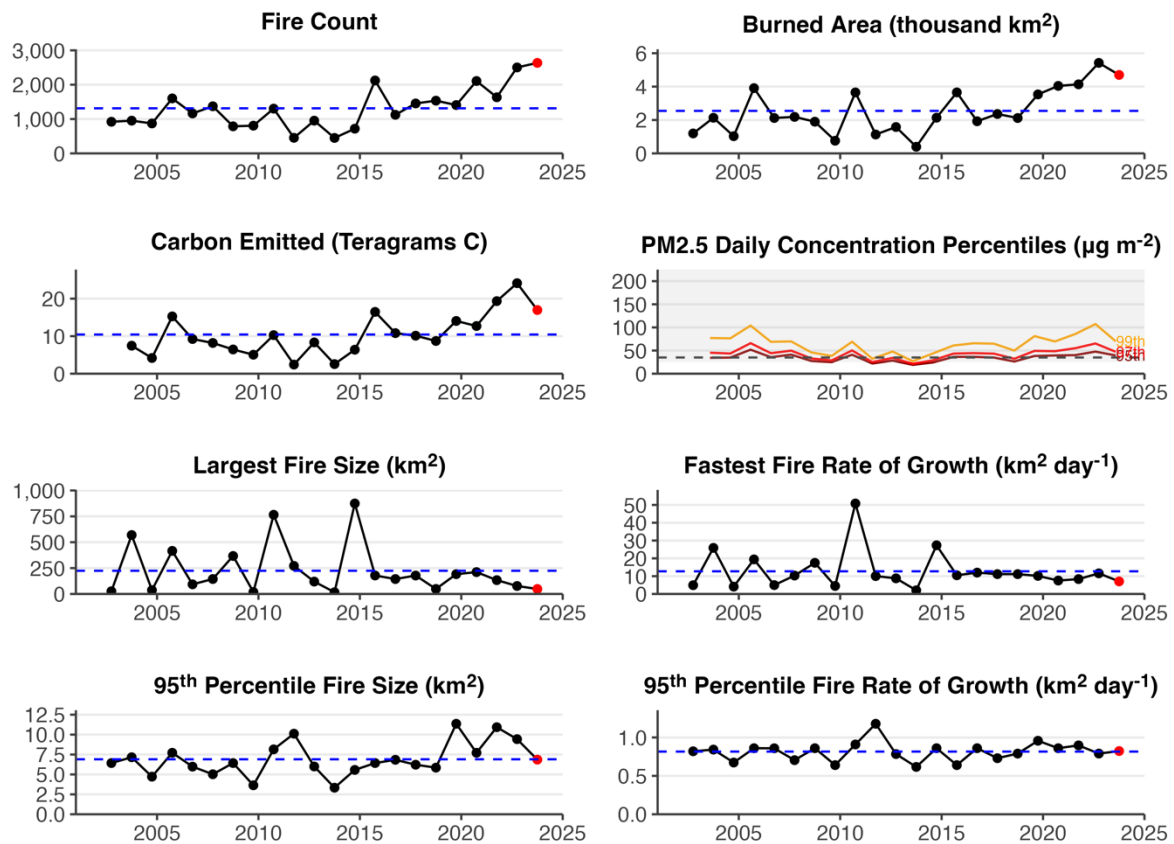 Fire Count
3,000
2,000
1,000
0
2005 2010 2015 2020 2025
Burned Area (thousand km²)
6
4
2
0
2005 2010 2015 2020 2025
Carbon Emitted (Teragrams C)
20
10
0
2005 2010 2015 2020 2025
PM2.5 Daily Concentration Percentiles (µg m⁻²)
200
150
100
50
0
99th
97th
95th
2005 2010 2015 2020 2025
Largest Fire Size (km²)
1,000
750
500
250
0
2005 2010 2015 2020 2025
Fastest Fire Rate of Growth (km² day⁻¹)
50
40
30
20
10
0
2005 2010 2015 2020 2025
95ᵗʰ Percentile Fire Size (km²)
12.5
10.0
7.5
5.0
2.5
0.0
2005 2010 2015 2020 2025
95ᵗʰ Percentile Fire Rate of Growth (km² day⁻¹)
1.0
0.5
0.0
2005 2010 2015 2020 2025